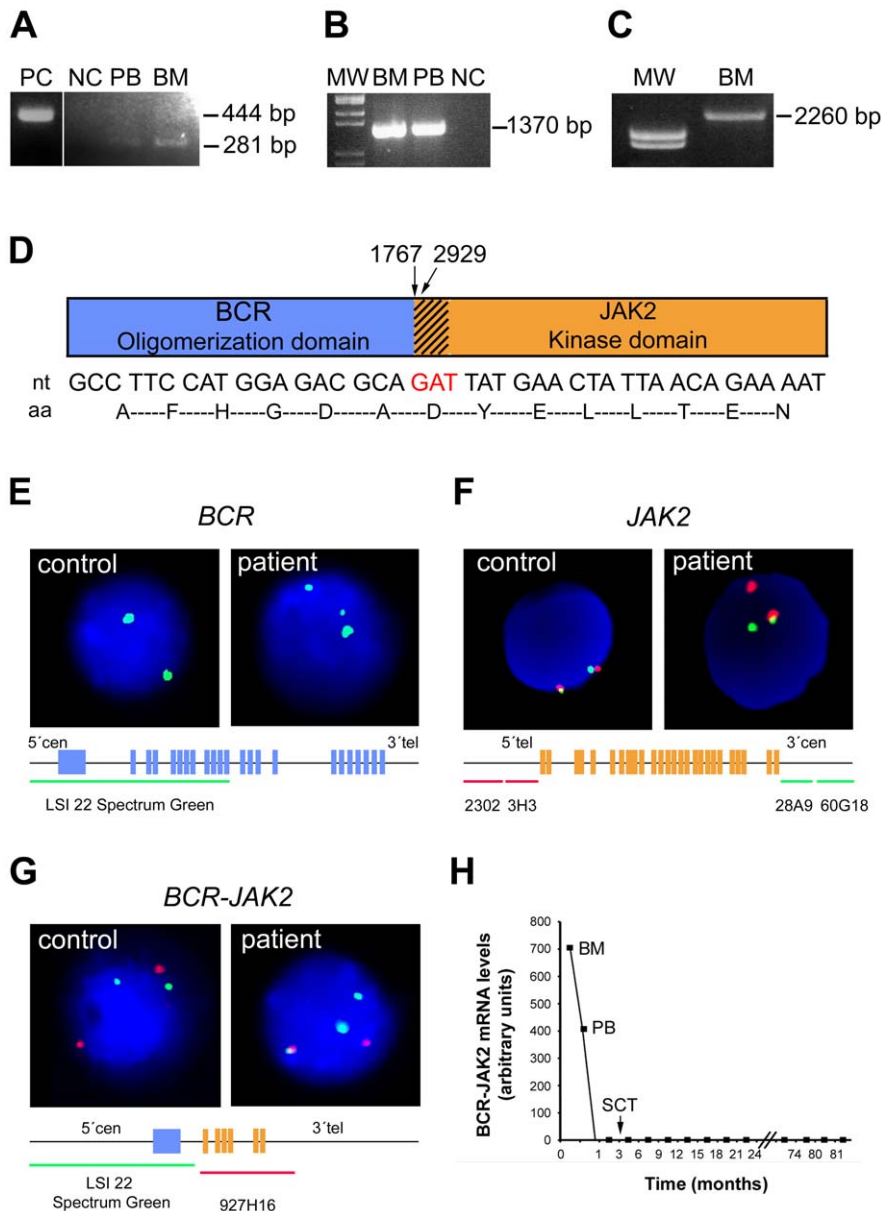 A
PC NC PB BM
444 bp
281 bp
B
MW BM PB NC
1370 bp
C
MW BM
2260 bp
D
1767 2929
BCR
Oligomerization domain
JAK2
Kinase domain
nt GCC TTC CAT GGA GAC GCA GAT TAT GAA CTA TTA ACA GAA AAT
aa A-----F-----H-----G-----D-----A-----D-----Y-----E-----L-----L-----T-----E-----N
E
BCR
control
patient
5´cen 3´tel
LSI 22 Spectrum Green
F
JAK2
control
patient
5´tel 3´cen
2302 3H3 28A9 60G18
G
BCR-JAK2
control
patient
5´cen 3´tel
LSI 22
Spectrum Green
927H16
H
BCR-JAK2 mRNA levels
(arbitrary units)
800
700
600
500
400
300
200
100
0
BM
PB
SCT
0 1 3 6 9 12 15 18 21 24 74 80 81
Time (months)